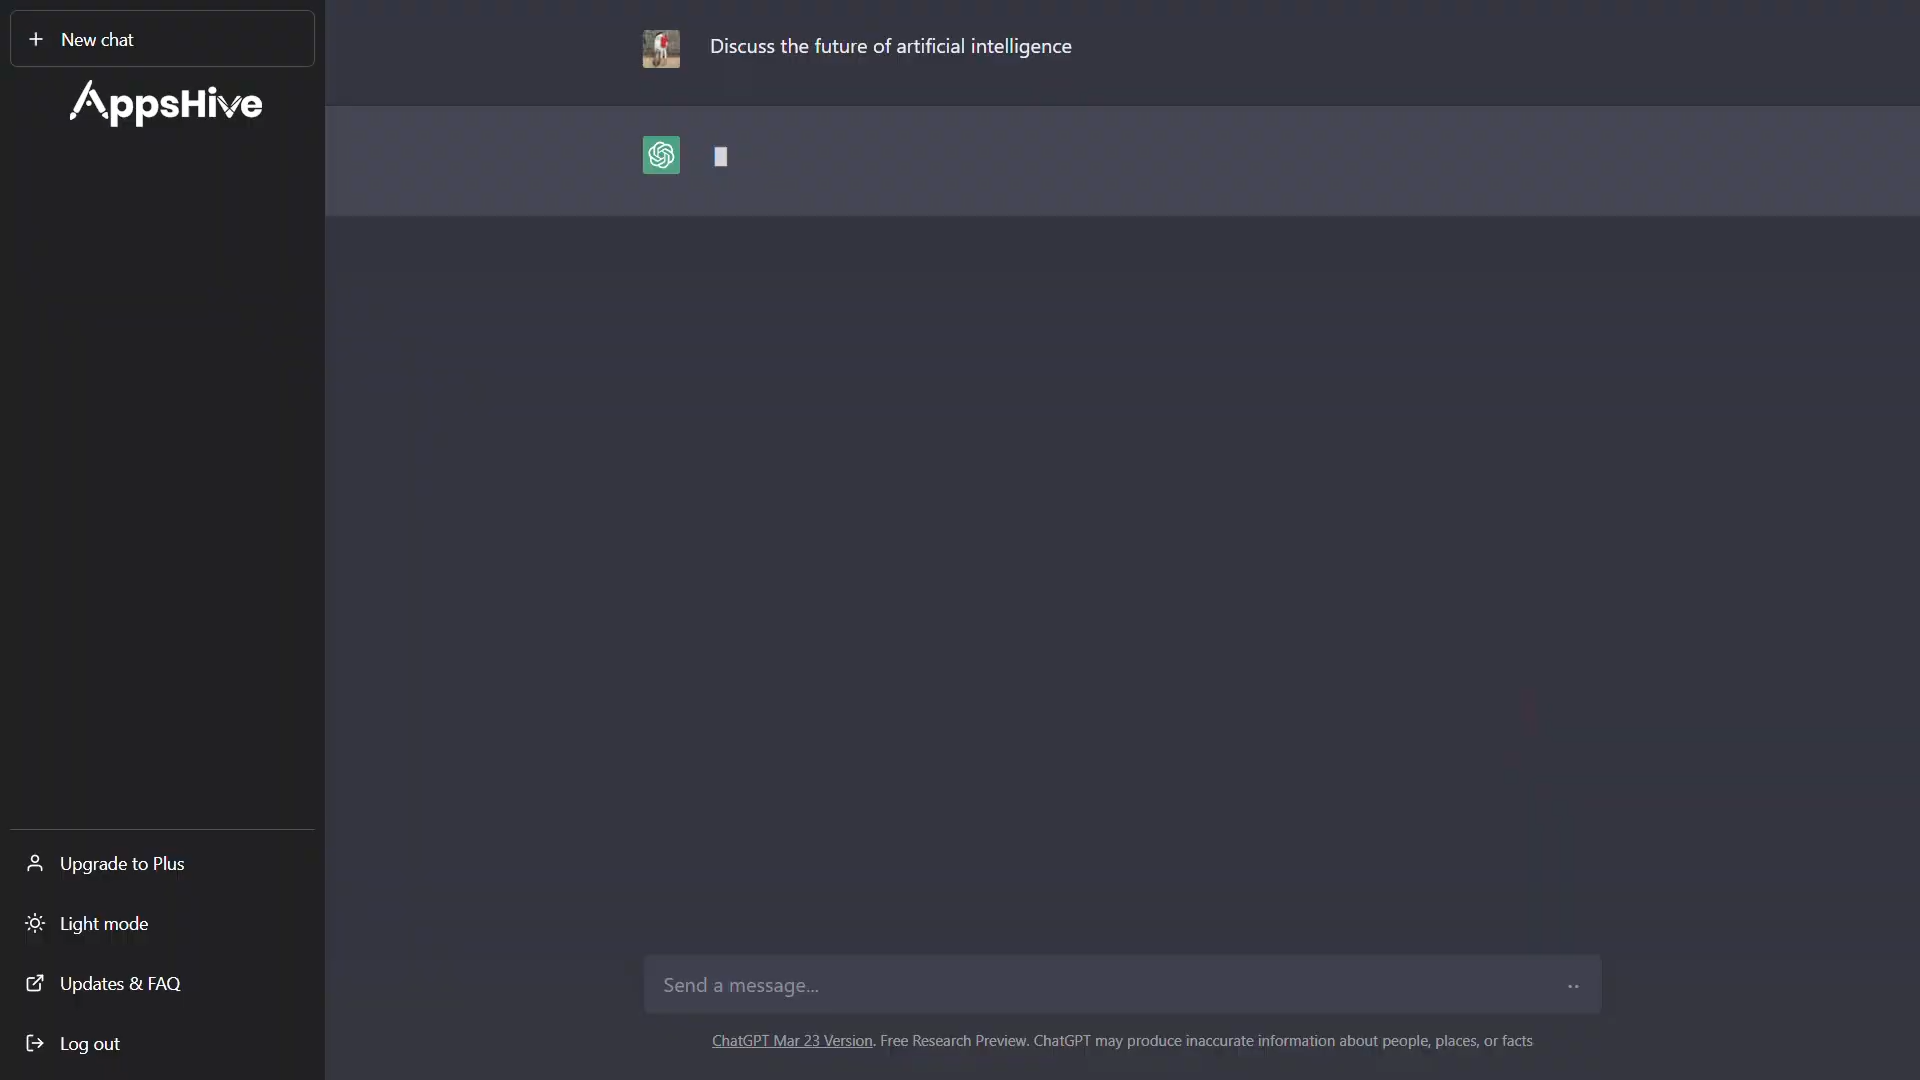 New chat
AppsHive
Discuss the future of artificial intelligence
Upgrade to Plus
Light mode
Updates & FAQ
Log out
Send a message...
ChatGPT Mar 23 Version. Free Research Preview. ChatGPT may produce inaccurate information about people, places, or facts